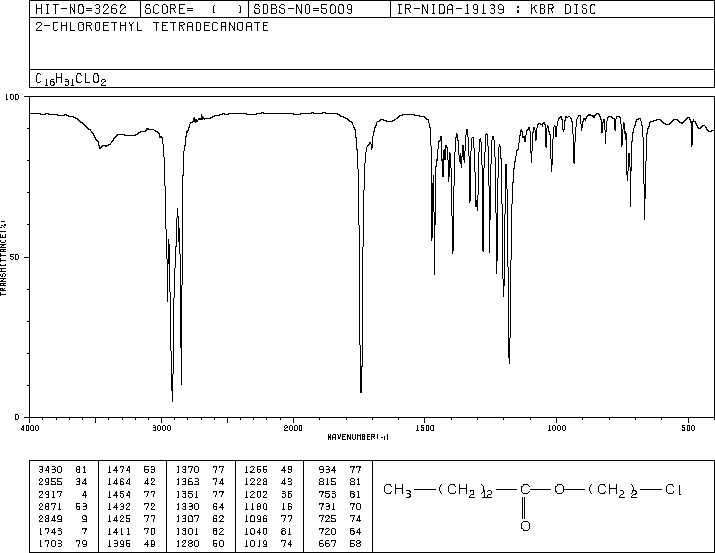 HIT-NO=3262 SCORE= ( ) SDBS-NO=5009 IR-NIDA-19139 : KBR DISC
2-CHLOROETHYL TETRADECANOATE
C16H31CLO2
100
50
0
TRANSMITTANCE(%)
4000 3000 2000 1500 1000 500
WAVENUMBER(-1)
3430 81 1474 53 1370 77 1266 49 934 77
2955 34 1464 42 1363 74 1228 43 815 81
2917 4 1454 77 1351 77 1202 36 753 81
2871 53 1432 72 1330 64 1180 16 731 70
2849 9 1425 77 1307 62 1096 77 725 74
1743 7 1411 70 1301 62 1040 81 720 64
1703 79 1395 49 1280 50 1019 74 667 58
CH3—(CH2)12—C—O—(CH2)2—Cl
O